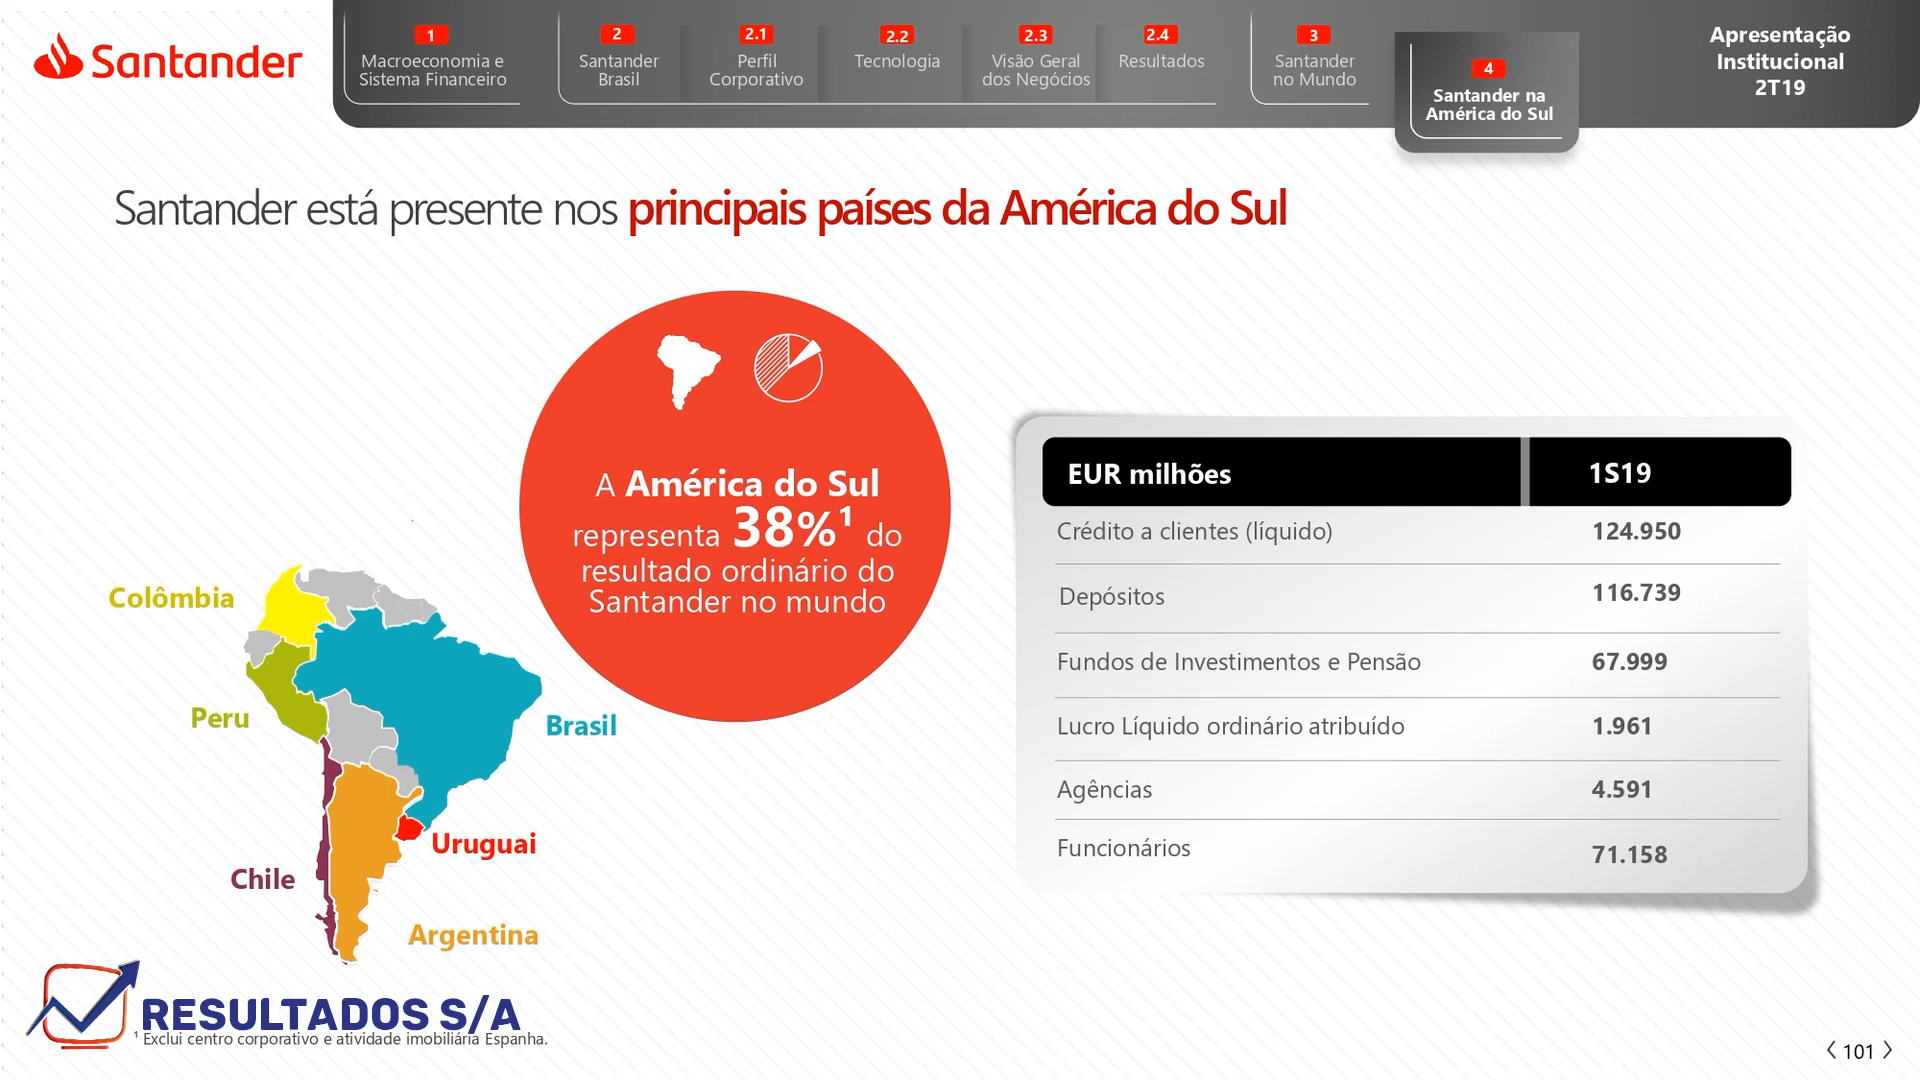 Santander
1
Macroeconomia e
Sistema Financeiro
2
Santander
Brasil
2.1
Perfil
Corporativo
2.2
Tecnologia
2.3
Visão Geral
dos Negócios
2.4
Resultados
3
Santander
no Mundo
4
Santander na
América do Sul
Apresentação
Institucional
2T19
Santander está presente nos principais países da América do Sul
A América do Sul
representa 38%¹ do
resultado ordinário do
Santander no mundo
Colômbia
Peru
Brasil
Uruguai
Chile
Argentina
EUR milhões 1S19
Crédito a clientes (líquido) 124.950
Depósitos 116.739
Fundos de Investimentos e Pensão 67.999
Lucro Líquido ordinário atribuído 1.961
Agências 4.591
Funcionários 71.158
RESULTADOS S/A
¹ Exclui centro corporativo e atividade imobiliária Espanha.
101